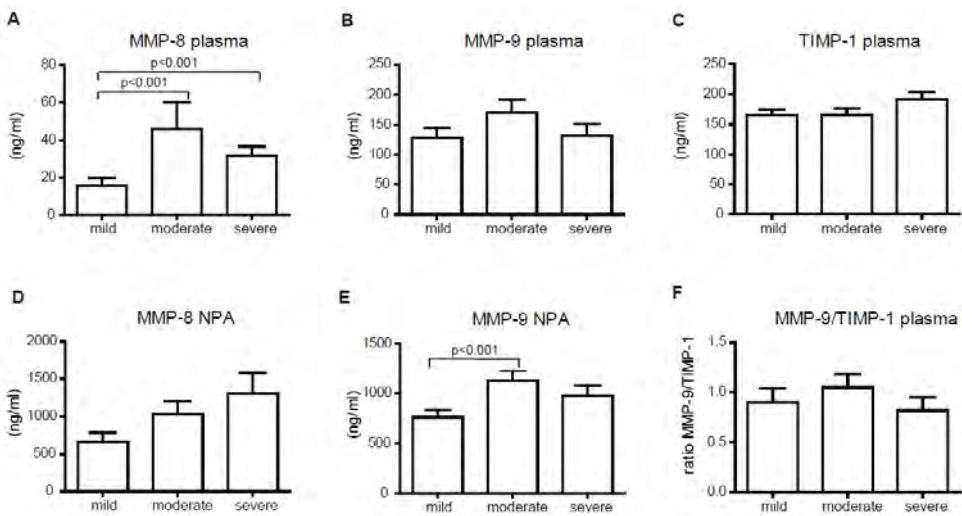 A
MMP-8 plasma
80
60
40
20
0
(ng/ml)
p<0.001
p<0.001
mild moderate severe
B
MMP-9 plasma
250
200
150
100
50
0
(ng/ml)
mild moderate severe
C
TIMP-1 plasma
250
200
150
100
50
0
(ng/ml)
mild moderate severe
D
MMP-8 NPA
2000
1500
1000
500
0
(ng/ml)
mild moderate severe
E
MMP-9 NPA
1500
1000
500
0
(ng/ml)
p<0.001
mild moderate severe
F
MMP-9/TIMP-1 plasma
1.5
1.0
0.5
0.0
ratio MMP-9/TIMP-1
mild moderate severe